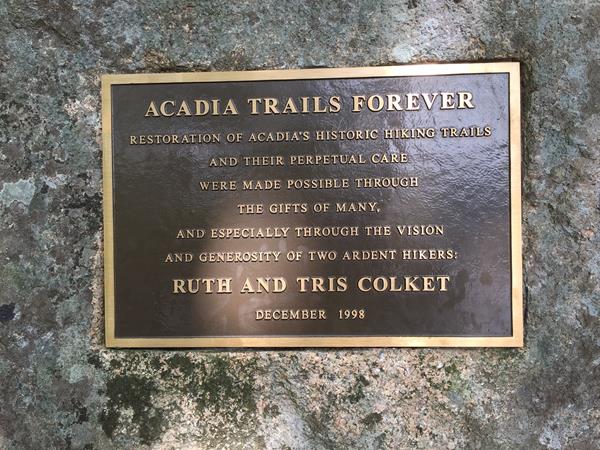 ACADIA TRAILS FOREVER
RESTORATION OF ACADIA'S HISTORIC HIKING TRAILS
AND THEIR PERPETUAL CARE
WERE MADE POSSIBLE THROUGH
THE GIFTS OF MANY,
AND ESPECIALLY THROUGH THE VISION
AND GENEROSITY OF TWO ARDENT HIKERS:
RUTH AND TRIS COLKET
DECEMBER 1998